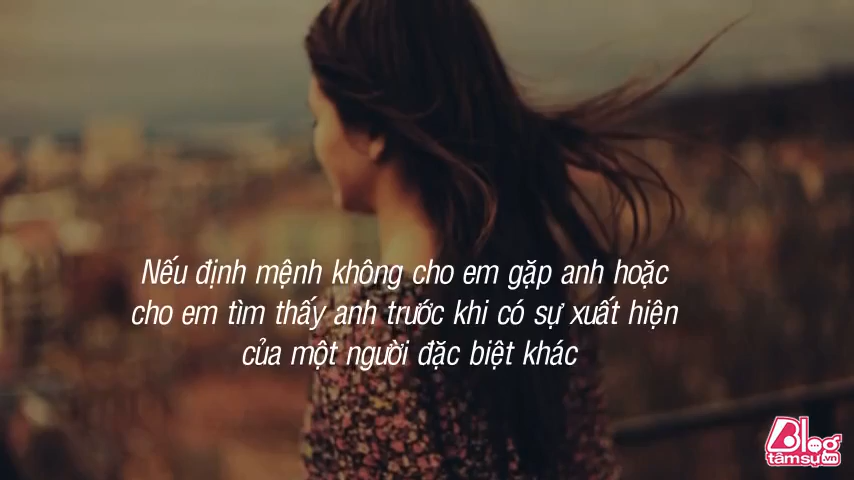 Nếu định mệnh không cho em gặp anh hoặc
cho em tìm thấy anh trước khi có sự xuất hiện
của một người đặc biệt khác
Blog
tâmsự.vn